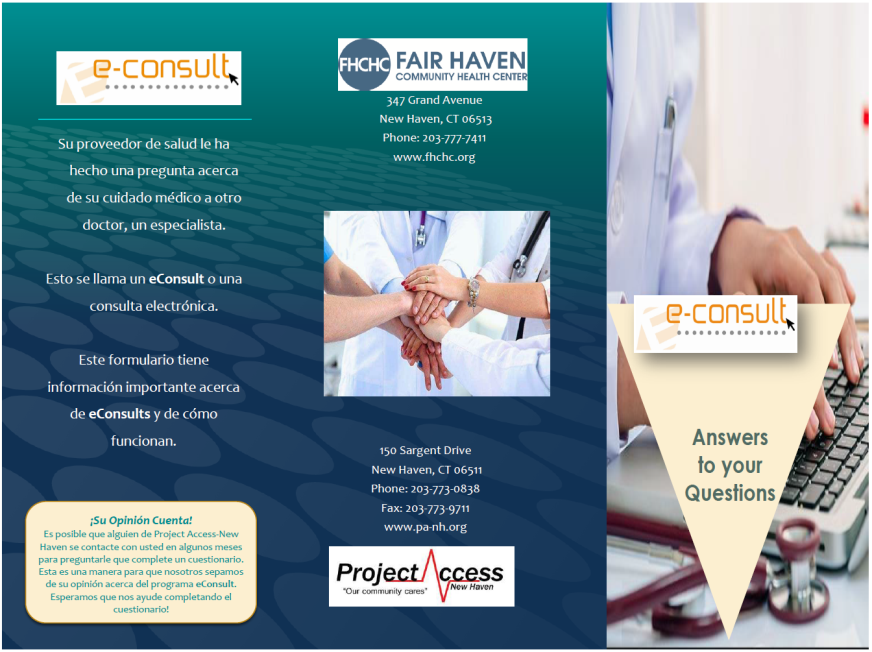 e-consult
Su proveedor de salud le ha
hecho una pregunta acerca
de su cuidado médico a otro
doctor, un especialista.
Esto se llama un eConsult o una
consulta electrónica.
Este formulario tiene
información importante acerca
de eConsults y de cómo
funcionan.
¡Su Opinión Cuenta!
Es posible que alguien de Project Access-New
Haven se contacte con usted en algunos meses
para preguntarle que complete un cuestionario.
Esta es una manera para que nosotros sepamos
de su opinión acerca del programa eConsult.
Esperamos que nos ayude completando el
cuestionario!
FHCHC FAIR HAVEN
COMMUNITY HEALTH CENTER
347 Grand Avenue
New Haven, CT 06513
Phone: 203-777-7411
www.fhchc.org
150 Sargent Drive
New Haven, CT 06511
Phone: 203-773-0838
Fax: 203-773-9711
www.pa-nh.org
Project Access
"Our community cares" New Haven
e-consult
Answers
to your
Questions